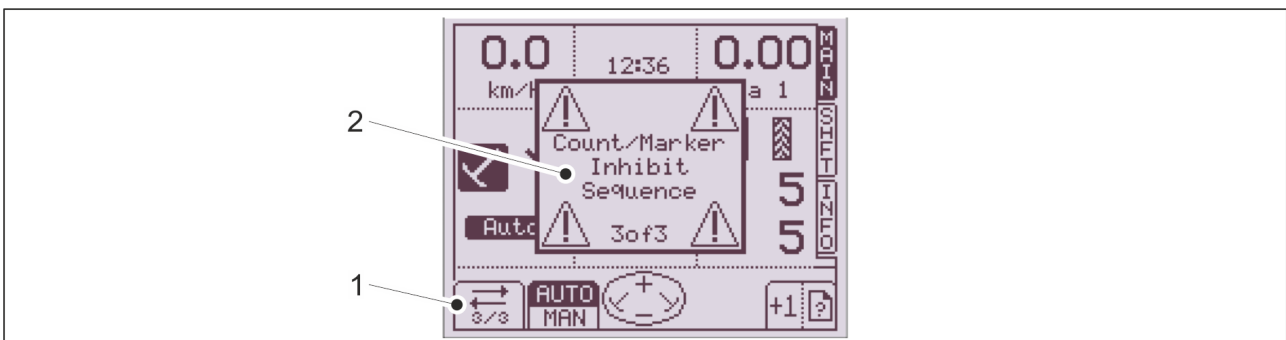 0.0
12:36
0.00
km/
a 1
MAIN
SHFT
INFO
2
Count/Marker
Inhibit
Sequence
3of3
5
5
1
3/3
AUTO
MAN
+
−
+1
?